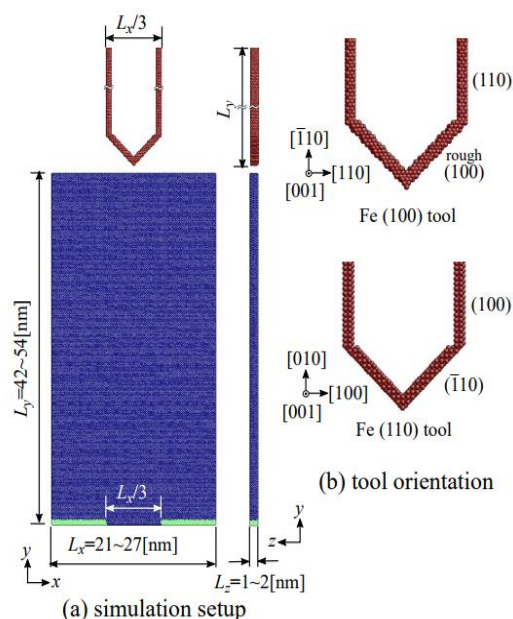 Lx/3
Ly
Ly=42~54[nm]
Lx/3
Lx=21~27[nm]
Lz=1~2[nm]
y
x
y
z
(a) simulation setup
(110)
rough
(100)
[1̅10]
[110]
[001]
Fe (100) tool
(100)
(1̅10)
[010]
[100]
[001]
Fe (110) tool
(b) tool orientation